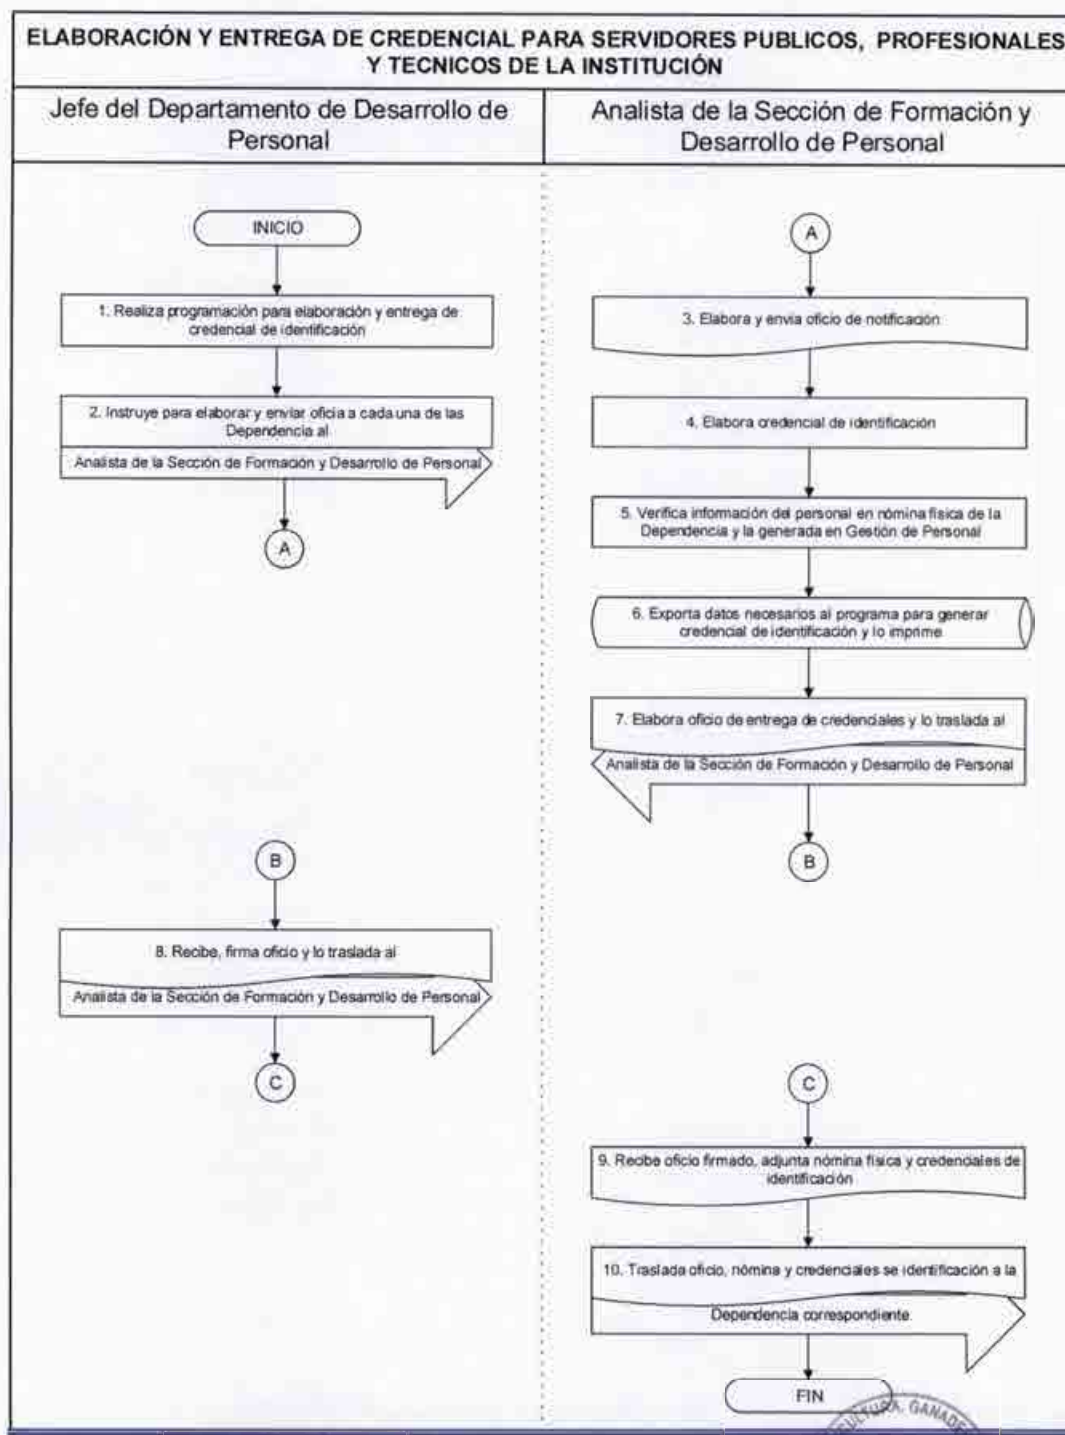 ELABORACIÓN Y ENTREGA DE CREDENCIAL PARA SERVIDORES PUBLICOS, PROFESIONALES
Y TECNICOS DE LA INSTITUCIÓN
Jefe del Departamento de Desarrollo de
Personal
Analista de la Sección de Formación y
Desarrollo de Personal
INICIO
1. Realiza programación para elaboración y entrega de
credencial de identificación
2. Instruye para elaborar y enviar oficia a cada una de las
Dependencia al
Analista de la Sección de Formación y Desarrollo de Personal
A
A
3. Elabora y envia oficio de notificación
4. Elabora credencial de identificación
5. Verifica información del personal en nómina física de la
Dependencia y la generada en Gestión de Personal
6. Exporta datos necesarios al programa para generar
credencial de identificación y lo imprime
7. Elabora oficio de entrega de credenciales y lo traslada al
Analista de la Sección de Formación y Desarrollo de Personal
B
B
8. Recibe, firma oficio y lo traslada al
Analista de la Sección de Formación y Desarrollo de Personal
C
C
9. Recibe oficio firmado, adjunta nómina física y credenciales de
identificación
10. Traslada oficio, nómina y credenciales se identificación a la
Dependencia correspondiente.
FIN